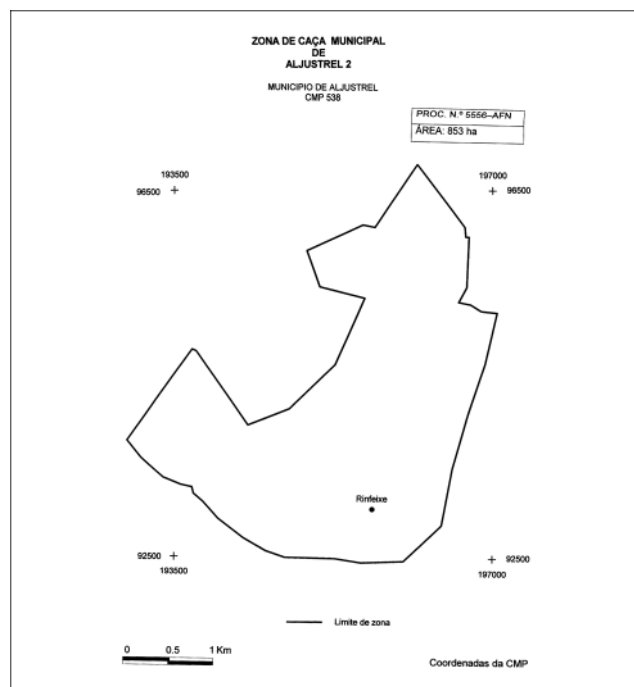 ZONA DE CAÇA MUNICIPAL
DE
ALJUSTREL 2
MUNICIPIO DE ALJUSTREL
CMP 538
PROC. N.º 5556–AFN
ÁREA: 853 ha
193500
96500
197000
96500
Rinfeixe
92500
193500
92500
197000
Limite de zona
0 0.5 1 Km
Coordenadas da CMP